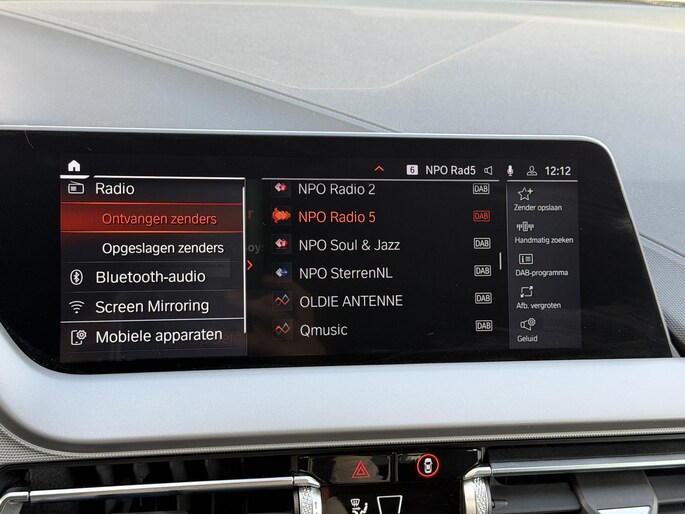 6 NPO Rad5 12:12
Radio
Ontvangen zenders
Opgeslagen zenders
Bluetooth-audio
Screen Mirroring
Mobiele apparaten
NPO Radio 2 DAB
NPO Radio 5 DAB
NPO Soul & Jazz DAB
NPO SterrenNL DAB
OLDIE ANTENNE DAB
Qmusic DAB
Zender opslaan
Handmatig zoeken
DAB-programma
Afb. vergroten
Geluid